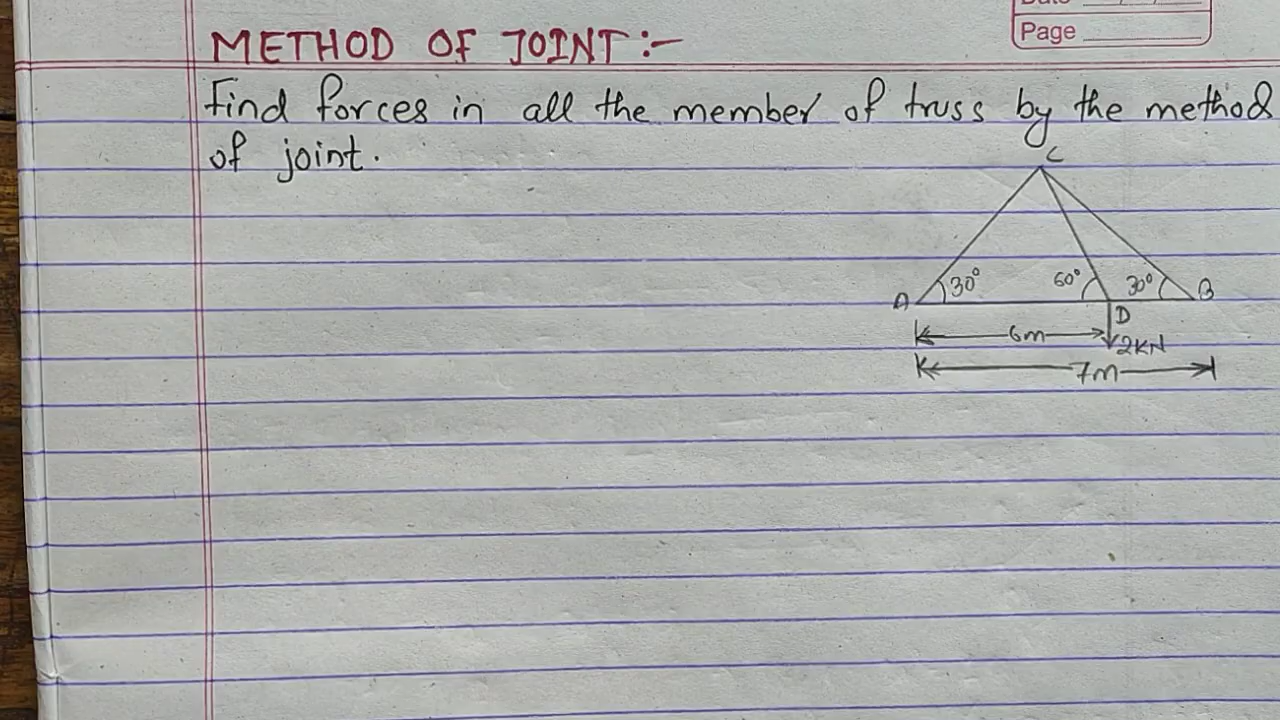 Page
METHOD OF JOINT :-
Find forces in all the member of truss by the method
of joint.
C
A 30° 60° 30° B
D
6m
2KN
7m